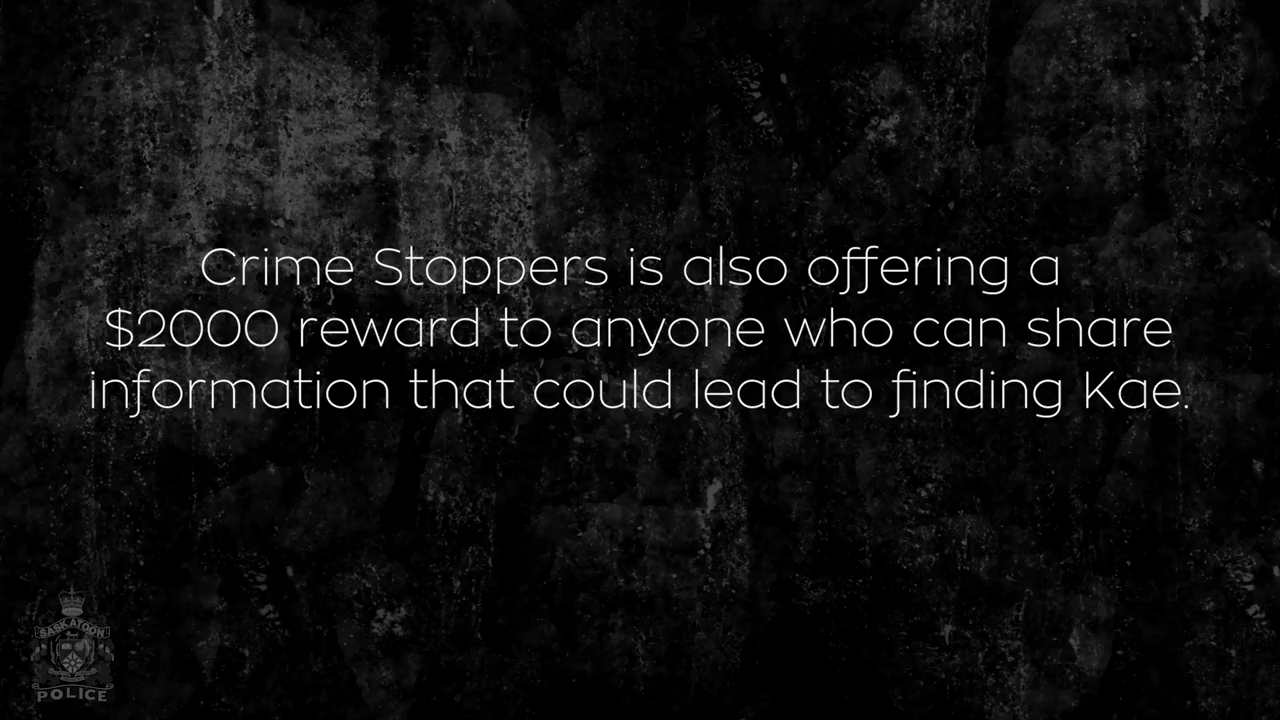 Crime Stoppers is also offering a
$2000 reward to anyone who can share
information that could lead to finding Kae.
SASKATOON
POLICE